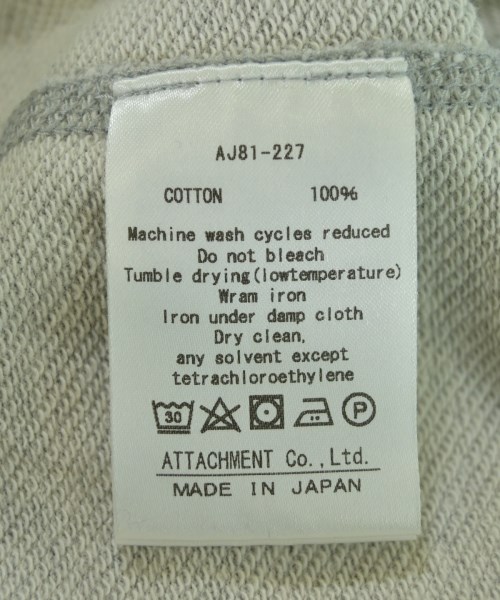 AJ81-227
COTTON 100%
Machine wash cycles reduced
Do not bleach
Tumble drying(lowtemperature)
Wram iron
Iron under damp cloth
Dry clean,
any solvent except
tetrachloroethylene
30 P
ATTACHMENT Co.,Ltd.
MADE IN JAPAN